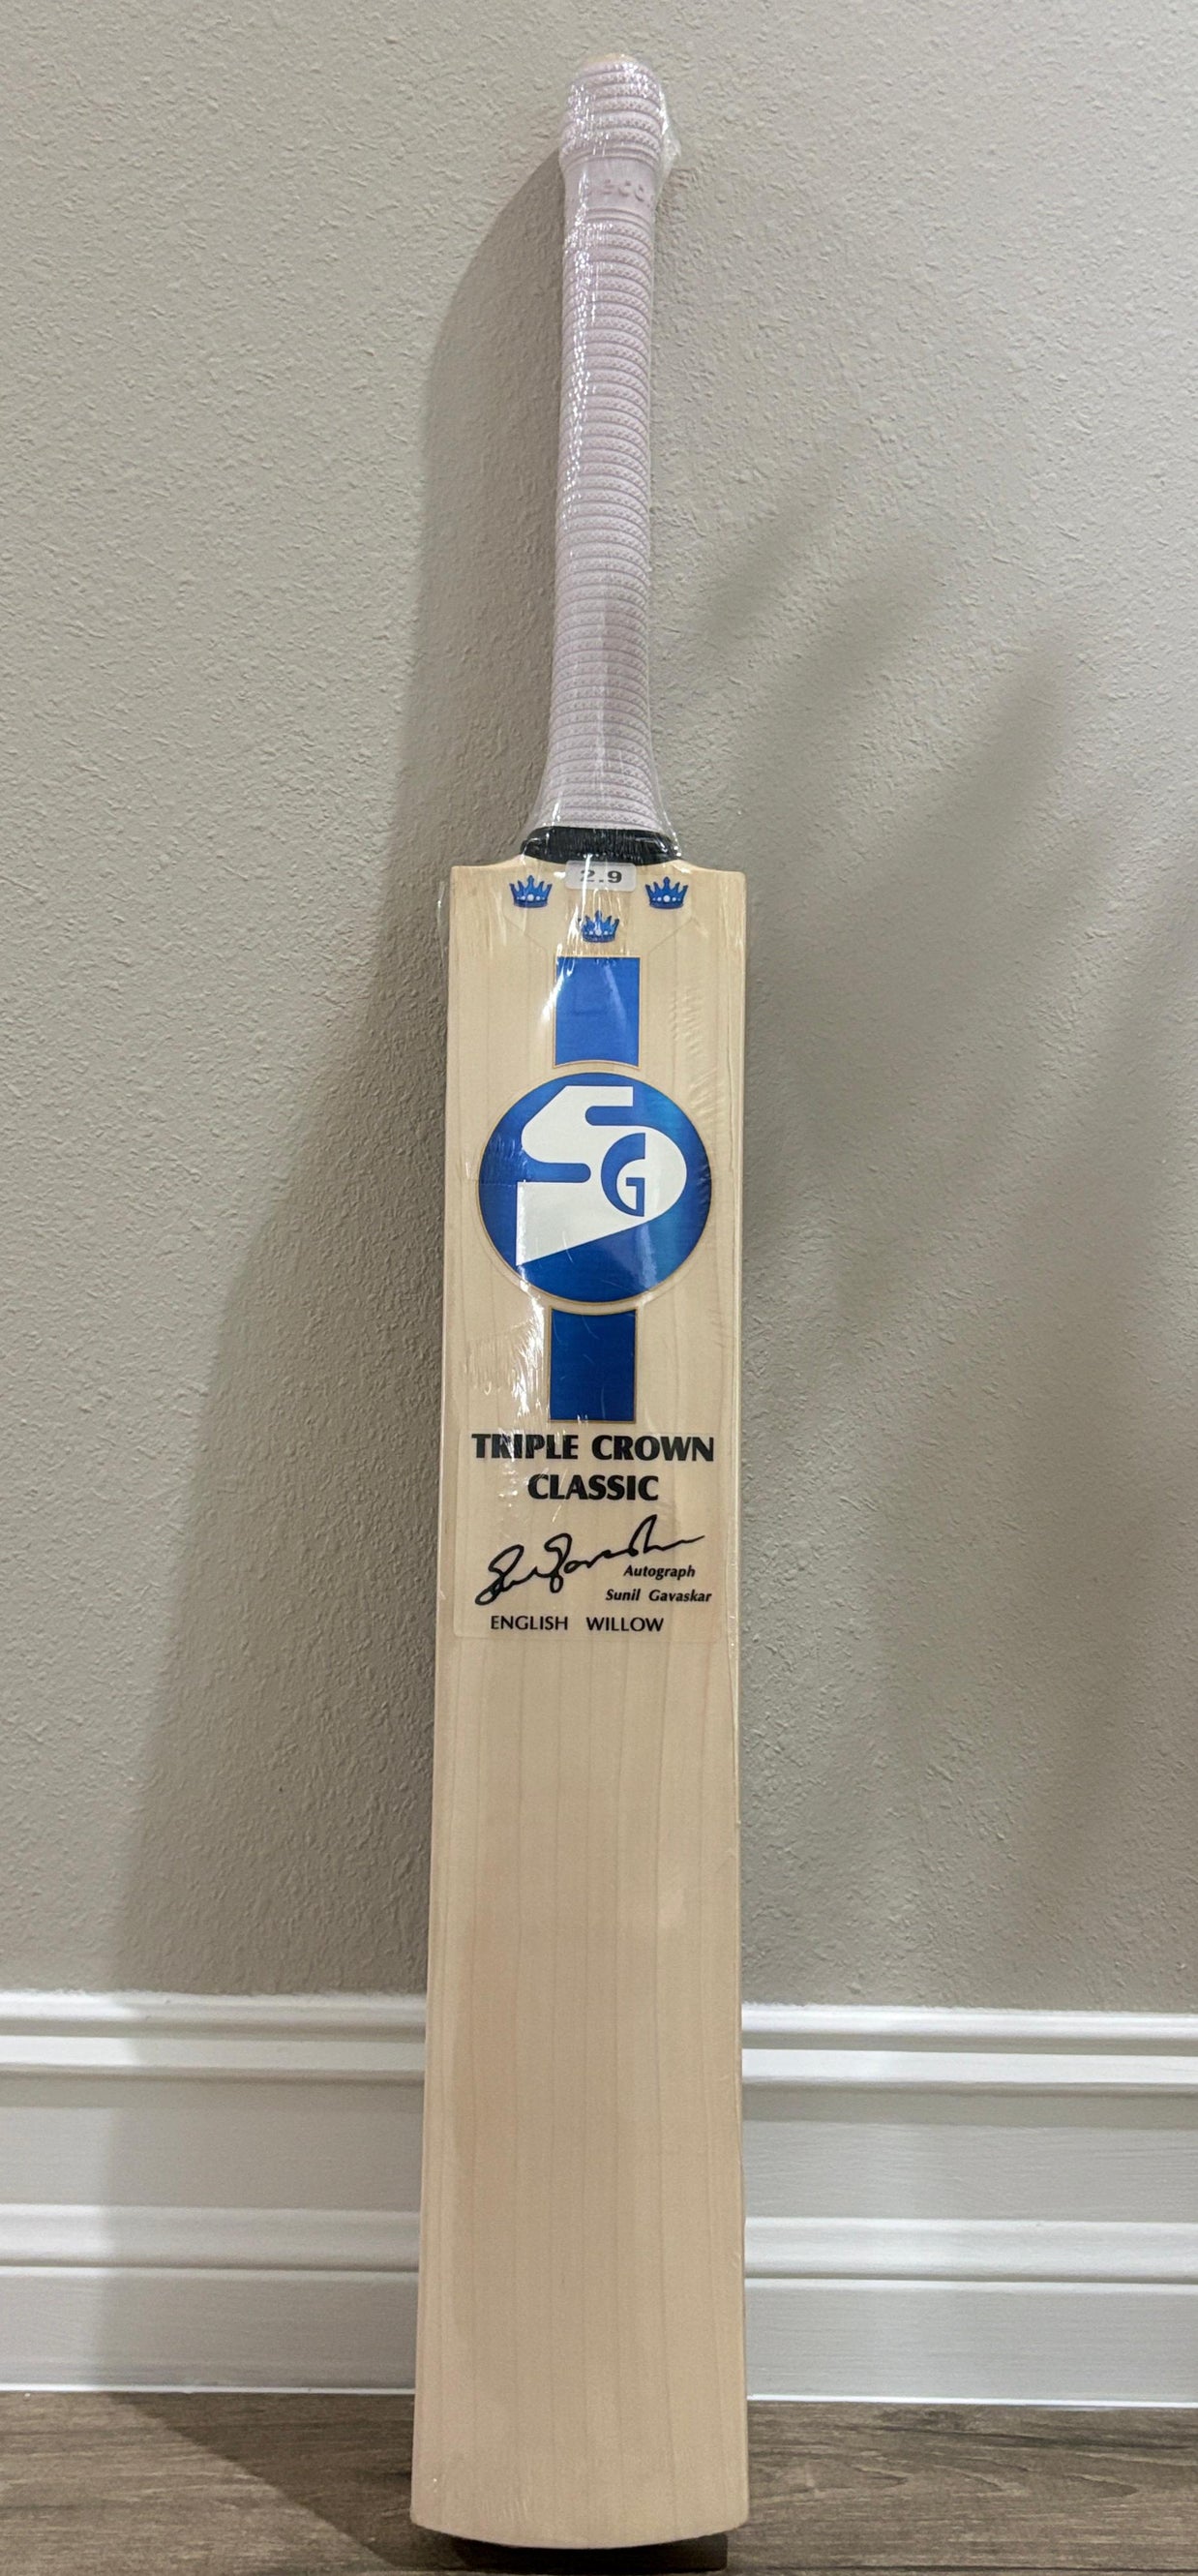 2.9
SG
TRIPLE CROWN
CLASSIC
Autograph
Sunil Gavaskar
ENGLISH WILLOW